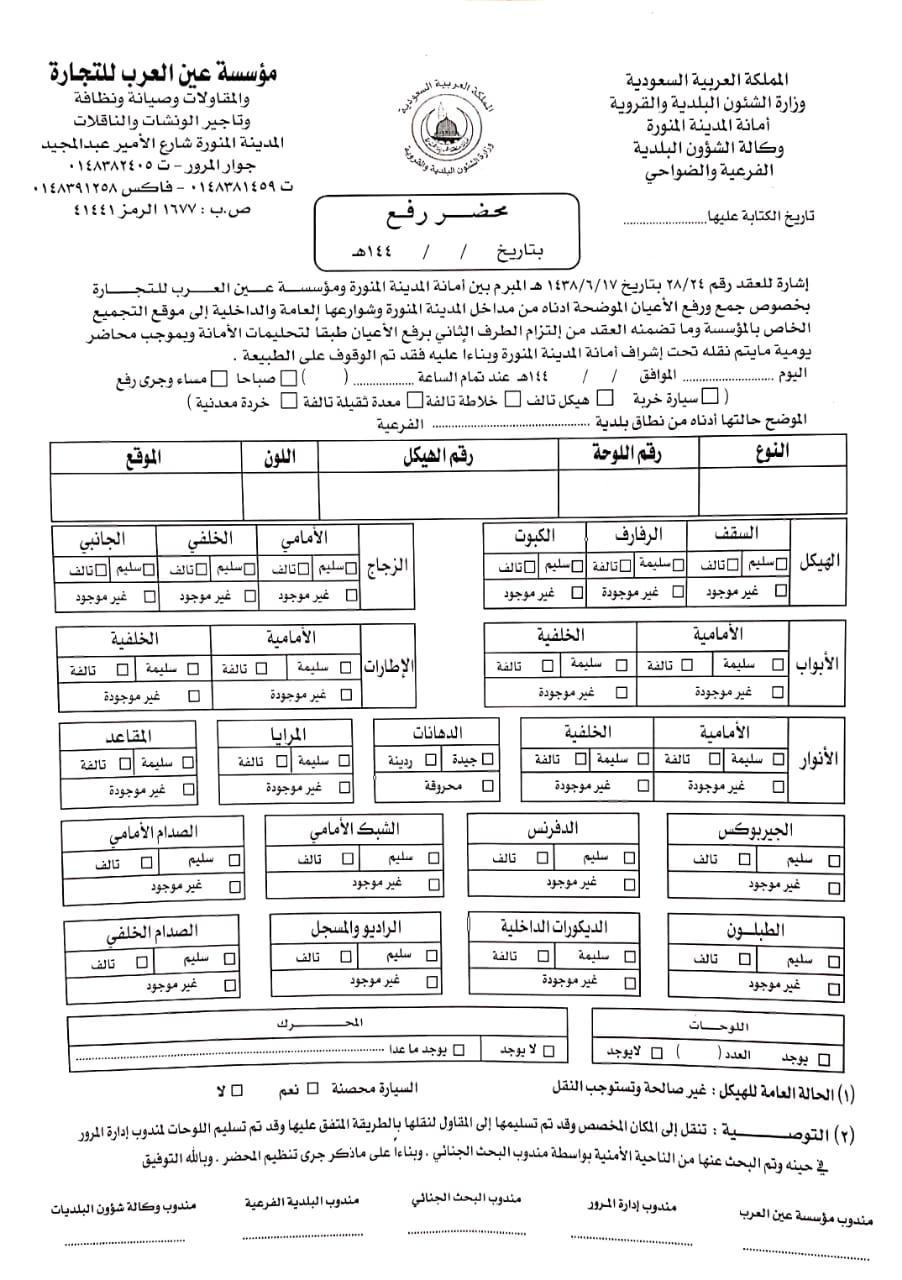 المملكة العربية السعودية
وزارة الشئون البلدية والقروية
أمانة المدينة المنورة
وكالة الشؤون البلدية
الفرعية والضواحي
تاريخ الكتابة عليها ....................
المملكة العربية السعودية
وزارة الشئون البلدية والقروية
مؤسسة عين العرب للتجارة
والمقاولات وصيانة ونظافة
وتاجير الونشات والناقلات
المدينة المنورة شارع الأمير عبدالمجيد
جوار المرور - ت ٠١٤٨٣٨٢٤٠٥
ت ٠١٤٨٣٨١٤٥٩ - فاكس ٠١٤٨٣٩١٢٥٨
ص.ب : ١٦٧٧ الرمز ٤١٤٤١
محضر رفع
بتاريخ / / ١٤٤هـ
إشارة للعقد رقم ٢٨/٢٤ بتاريخ ١٤٣٨/٦/١٧ هـ المبرم بين أمانة المدينة المنورة ومؤسسة عين العرب للتجارة
بخصوص جمع ورفع الأعيان الموضحة ادناه من مداخل المدينة المنورة وشوارعها العامة والداخلية إلى موقع التجميع
الخاص بالمؤسسة وما تضمنه العقد من إلتزام الطرف الثاني برفع الأعيان طبقا لتحليمات الأمانة وبموجب محاضر
يومية مايتم نقله تحت إشراف أمانة المدينة المنورة وبناءا عليه فقد تم الوقوف على الطبيعة .
اليوم .................... الموافق / / ١٤٤هـ عند تمام الساعة ............. ( ) □ صباحا □ مساء وجرى رفع
( □ سيارة خربة □ هيكل تالف □ خلاطة تالفة □ معدة ثقيلة تالفة □ خردة معدنية )
الموضح حالتها أدناه من نطاق بلدية .................................. الفرعية
النوع رقم اللوحة رقم الهيكل اللون الموقع
الهيكل السقف الرفارف الكبوت
□ سليم □ تالف □ سليمة □ تالفة □ سليم □ تالف
□ غير موجود □ غير موجودة □ غير موجود
الزجاج الأمامي الخلفي الجانبي
□ سليم □ تالف □ سليم □ تالف □ سليم □ تالف
□ غير موجود □ غير موجود □ غير موجود
الأبواب الأمامية الخلفية
□ سليمة □ تالفة □ سليمة □ تالفة
□ غير موجودة □ غير موجودة
الإطارات الأمامية الخلفية
□ سليمة □ تالفة □ سليمة □ تالفة
□ غير موجودة □ غير موجودة
الأنوار الأمامية الخلفية
□ سليمة □ تالفة □ سليمة □ تالفة
□ غير موجودة □ غير موجودة
الدهانات
□ جيدة □ ردينة
□ محروقة
المرايا
□ سليمة □ تالفة
□ غير موجودة
المقاعد
□ سليمة □ تالفة
□ غير موجودة
الجيربوكس
□ سليم □ تالف
□ غير موجود
الدفرنس
□ سليم □ تالف
□ غير موجود
الشبك الأمامي
□ سليم □ تالف
□ غير موجود
الصدام الأمامي
□ سليم □ تالف
□ غير موجود
الطبلون
□ سليم □ تالف
□ غير موجود
الديكورات الداخلية
□ سليمة □ تالفة
□ غير موجودة
الراديو والمسجل
□ سليم □ تالف
□ غير موجود
الصدام الخلفي
□ سليم □ تالف
□ غير موجود
اللوحات
□ يوجد العدد ( ) □ لايوجد
المحرك
□ لا يوجد □ يوجد ما عدا ........................................
(١) الحالة العامة للهيكل : غير صالحة وتستوجب النقل السيارة محصنة □ نعم □ لا
(٢) التوصية : تنقل إلى المكان المخصص وقد تم تسليمها إلى المقاول لنقلها بالطريقة المتفق عليها وقد تم تسليم اللوحات لمندوب إدارة المرور
في حينه وتم البحث عنها من الناحية الأمنية بواسطة مندوب البحث الجنائي . وبناءاً على ماذكر جرى تنظيم المحضر . وبالله التوفيق
مندوب مؤسسة عين العرب مندوب إدارة المرور مندوب البحث الجنائي مندوب البلدية الفرعية مندوب وكالة شؤون البلديات
.................... .................... .................... .................... ....................